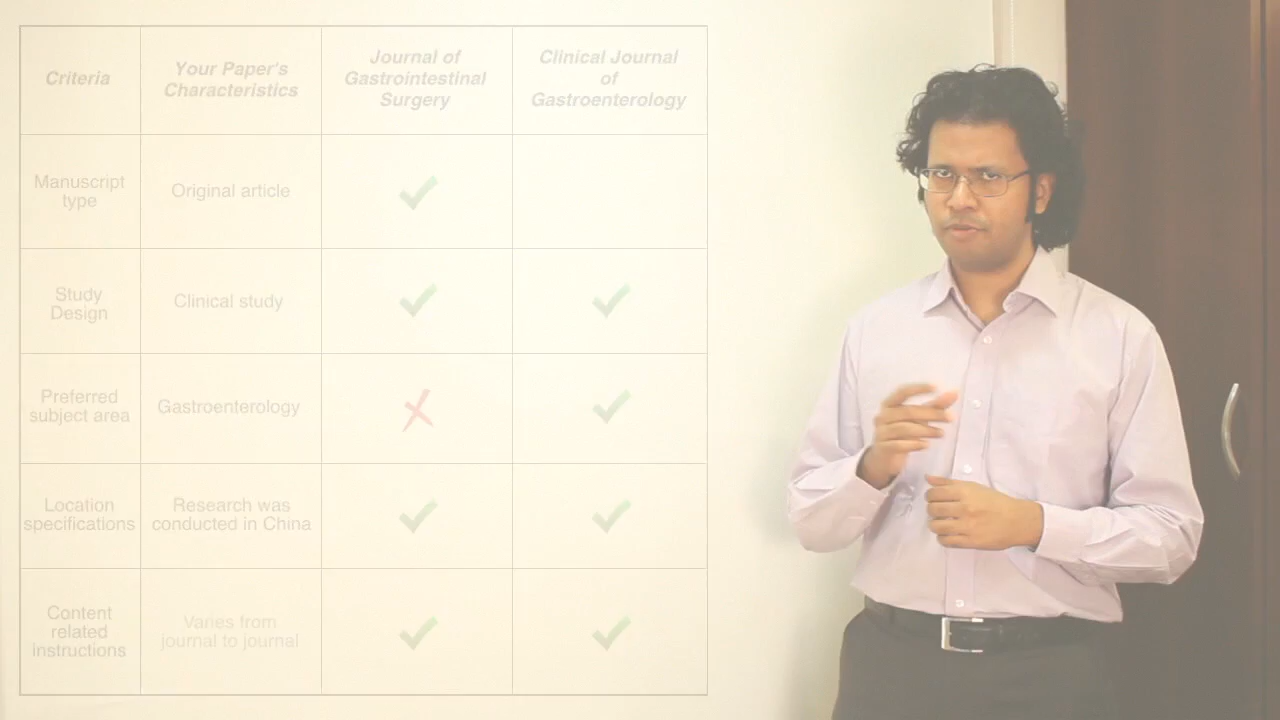 Criteria
Your Paper's
Characteristics
Journal of
Gastrointestinal
Surgery
Clinical Journal
of
Gastroenterology
Manuscript
type
Original article
Study
Design
Clinical study
Preferred
subject area
Gastroenterology
Location
specifications
Research was
conducted in China
Content
related
instructions
Varies from
journal to journal